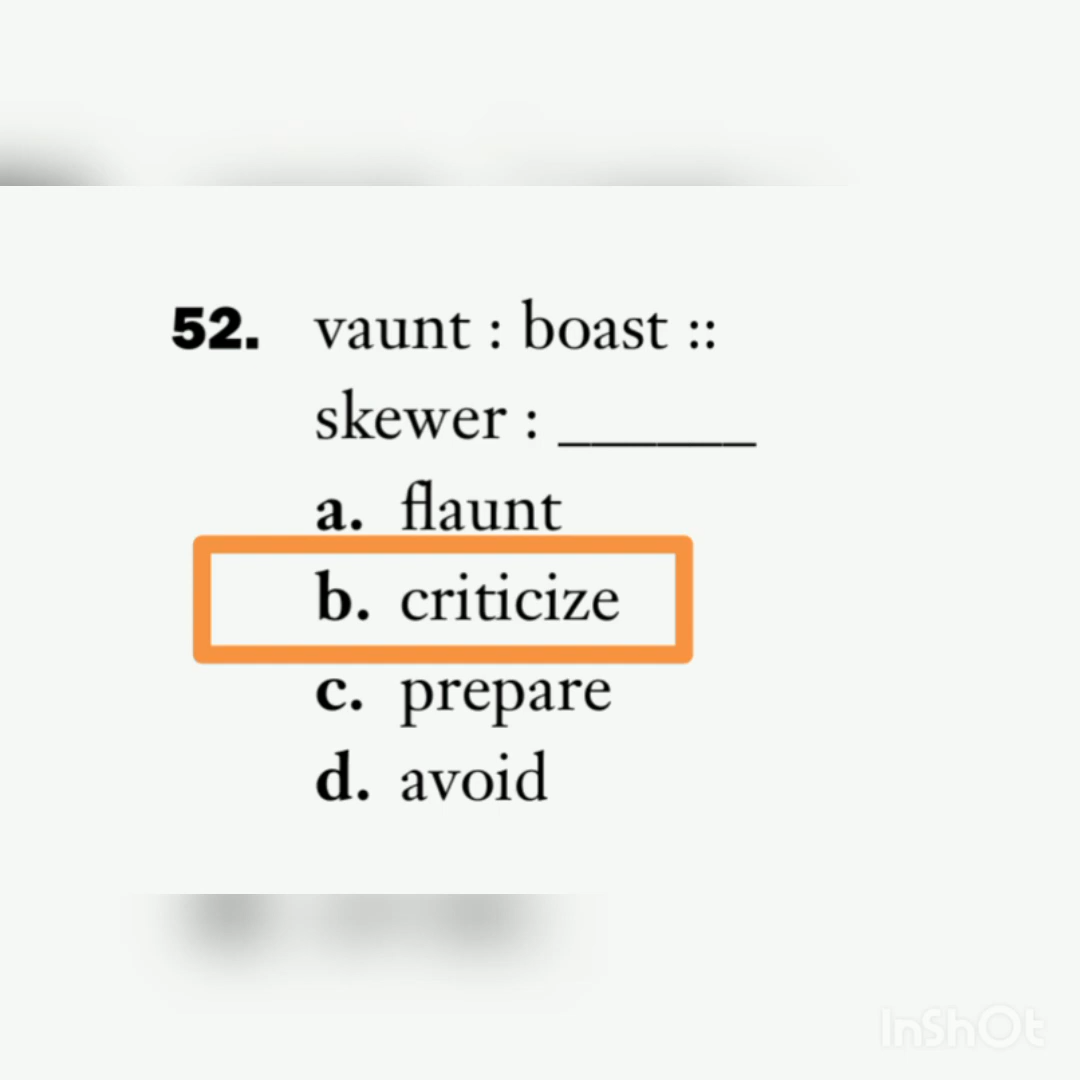 52. vaunt : boast ::
skewer : ______
a. flaunt
b. criticize
c. prepare
d. avoid
InShOt